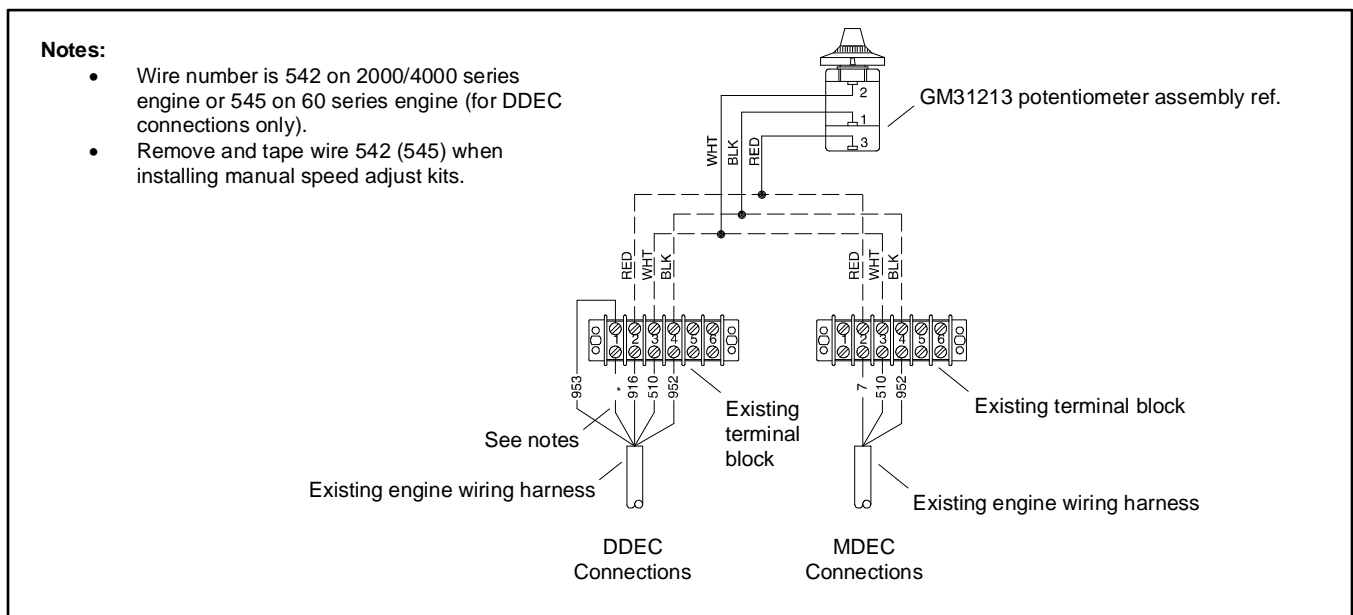 Notes:
• Wire number is 542 on 2000/4000 series
engine or 545 on 60 series engine (for DDEC
connections only).
• Remove and tape wire 542 (545) when
installing manual speed adjust kits.
2
1
3
GM31213 potentiometer assembly ref.
WHT
BLK
RED
RED
WHT
BLK
RED
WHT
BLK
1 2 3 4 5 6
1 2 3 4 5 6
953
*
916
510
952
7
510
952
See notes
Existing
terminal
block
Existing terminal block
Existing engine wiring harness
Existing engine wiring harness
DDEC
Connections
MDEC
Connections